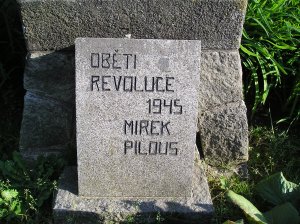 OBĚTI
REVOLUCE
1945
MIREK
PILOUS